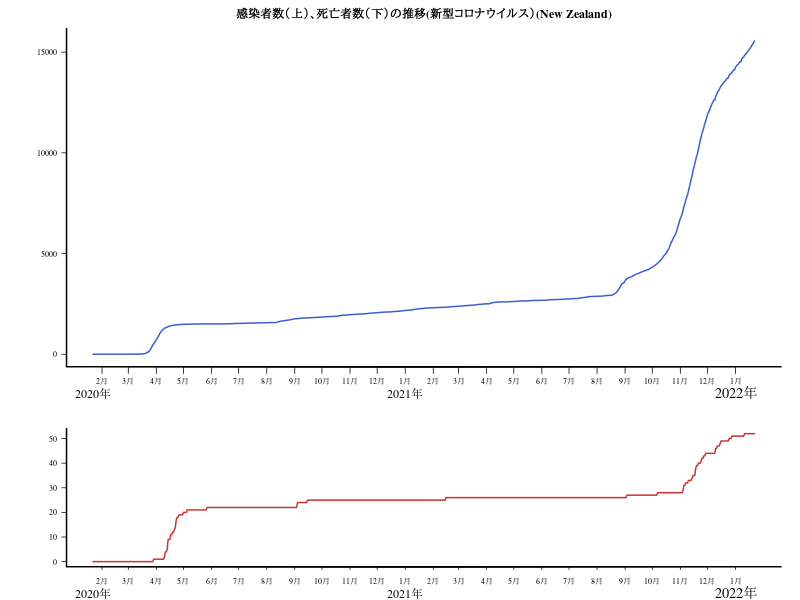 感染者数（上）、死亡者数（下）の推移(新型コロナウイルス）(New Zealand)
15000
10000
5000
0
2月 3月 4月 5月 6月 7月 8月 9月 10月 11月 12月 1月 2月 3月 4月 5月 6月 7月 8月 9月 10月 11月 12月 1月
2020年 2021年 2022年
50
40
30
20
10
0
2月 3月 4月 5月 6月 7月 8月 9月 10月 11月 12月 1月 2月 3月 4月 5月 6月 7月 8月 9月 10月 11月 12月 1月
2020年 2021年 2022年